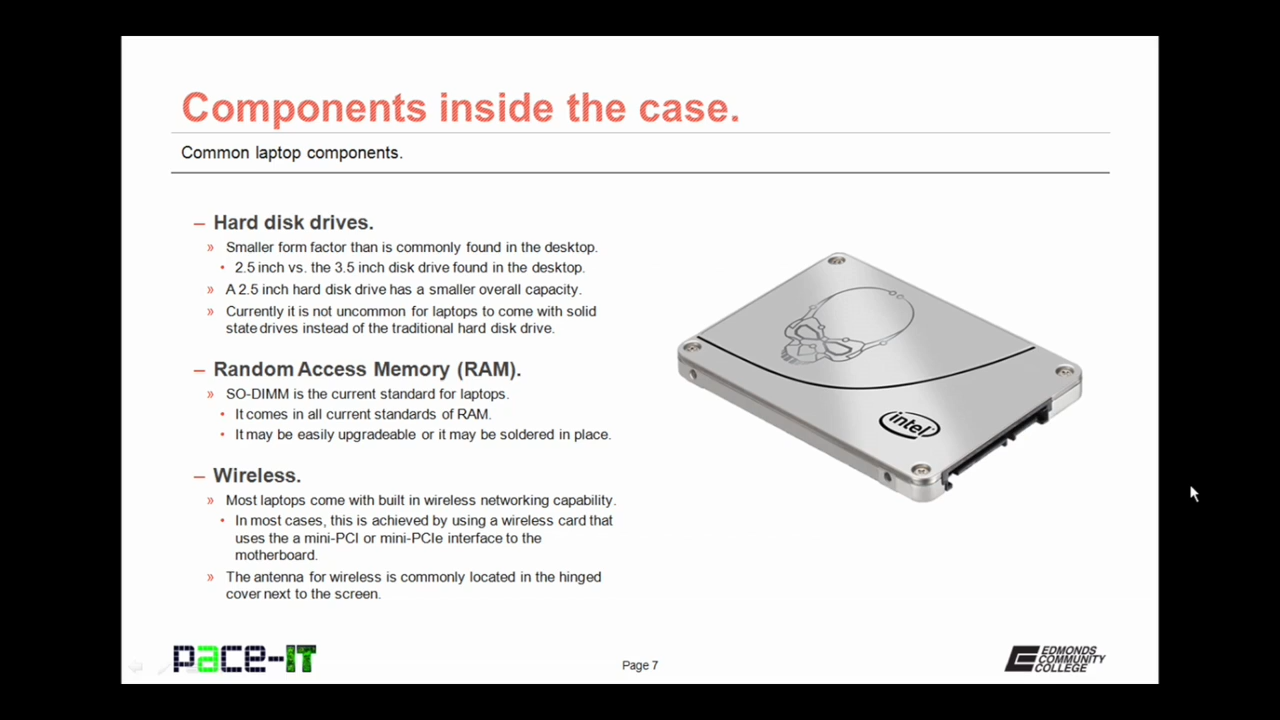 Components inside the case.
Common laptop components.
– Hard disk drives.
» Smaller form factor than is commonly found in the desktop.
• 2.5 inch vs. the 3.5 inch disk drive found in the desktop.
» A 2.5 inch hard disk drive has a smaller overall capacity.
» Currently it is not uncommon for laptops to come with solid
state drives instead of the traditional hard disk drive.
– Random Access Memory (RAM).
» SO-DIMM is the current standard for laptops.
• It comes in all current standards of RAM.
• It may be easily upgradeable or it may be soldered in place.
– Wireless.
» Most laptops come with built in wireless networking capability.
• In most cases, this is achieved by using a wireless card that
uses the a mini-PCI or mini-PCIe interface to the
motherboard.
» The antenna for wireless is commonly located in the hinged
cover next to the screen.
intel
pace-IT
Page 7
EDMONDS
COMMUNITY
COLLEGE